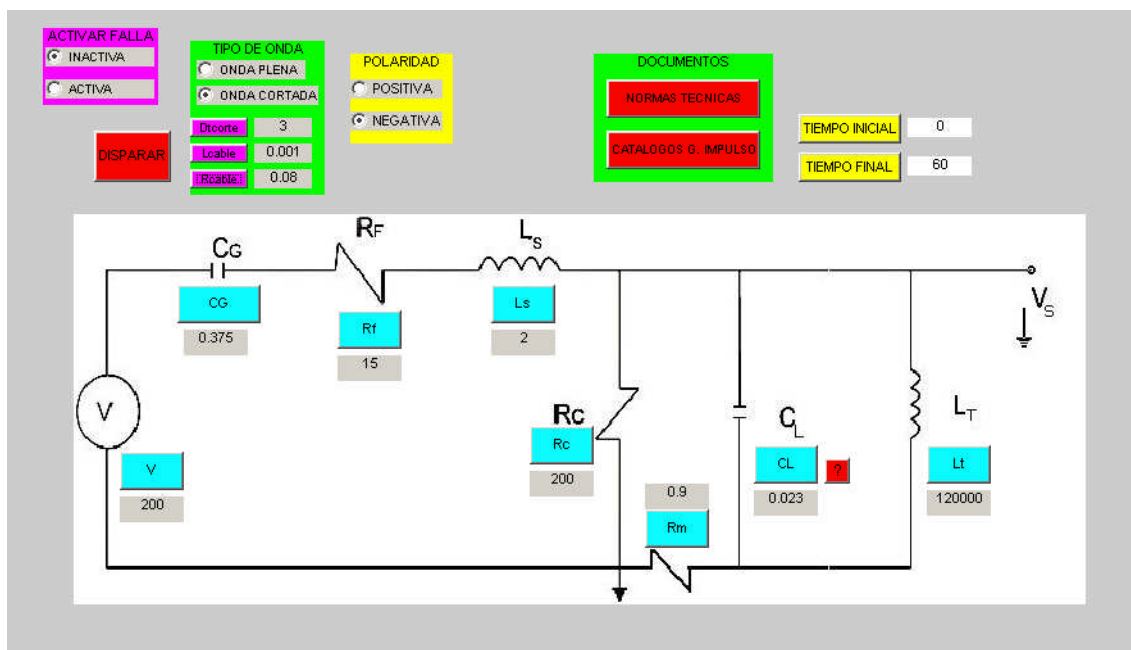 ACTIVAR FALLA
INACTIVA
ACTIVA
DISPARAR
TIPO DE ONDA
ONDA PLENA
ONDA CORTADA
Dtcorte 3
Lcable 0.001
Rcable 0.08
POLARIDAD
POSITIVA
NEGATIVA
DOCUMENTOS
NORMAS TECNICAS
CATALOGOS G. IMPULSO
TIEMPO INICIAL 0
TIEMPO FINAL 60
CG
CG
0.375
RF
Rf
15
LS
Ls
2
VS
V
V
200
RC
Rc
200
0.9
Rm
CL
CL ?
0.023
LT
Lt
120000